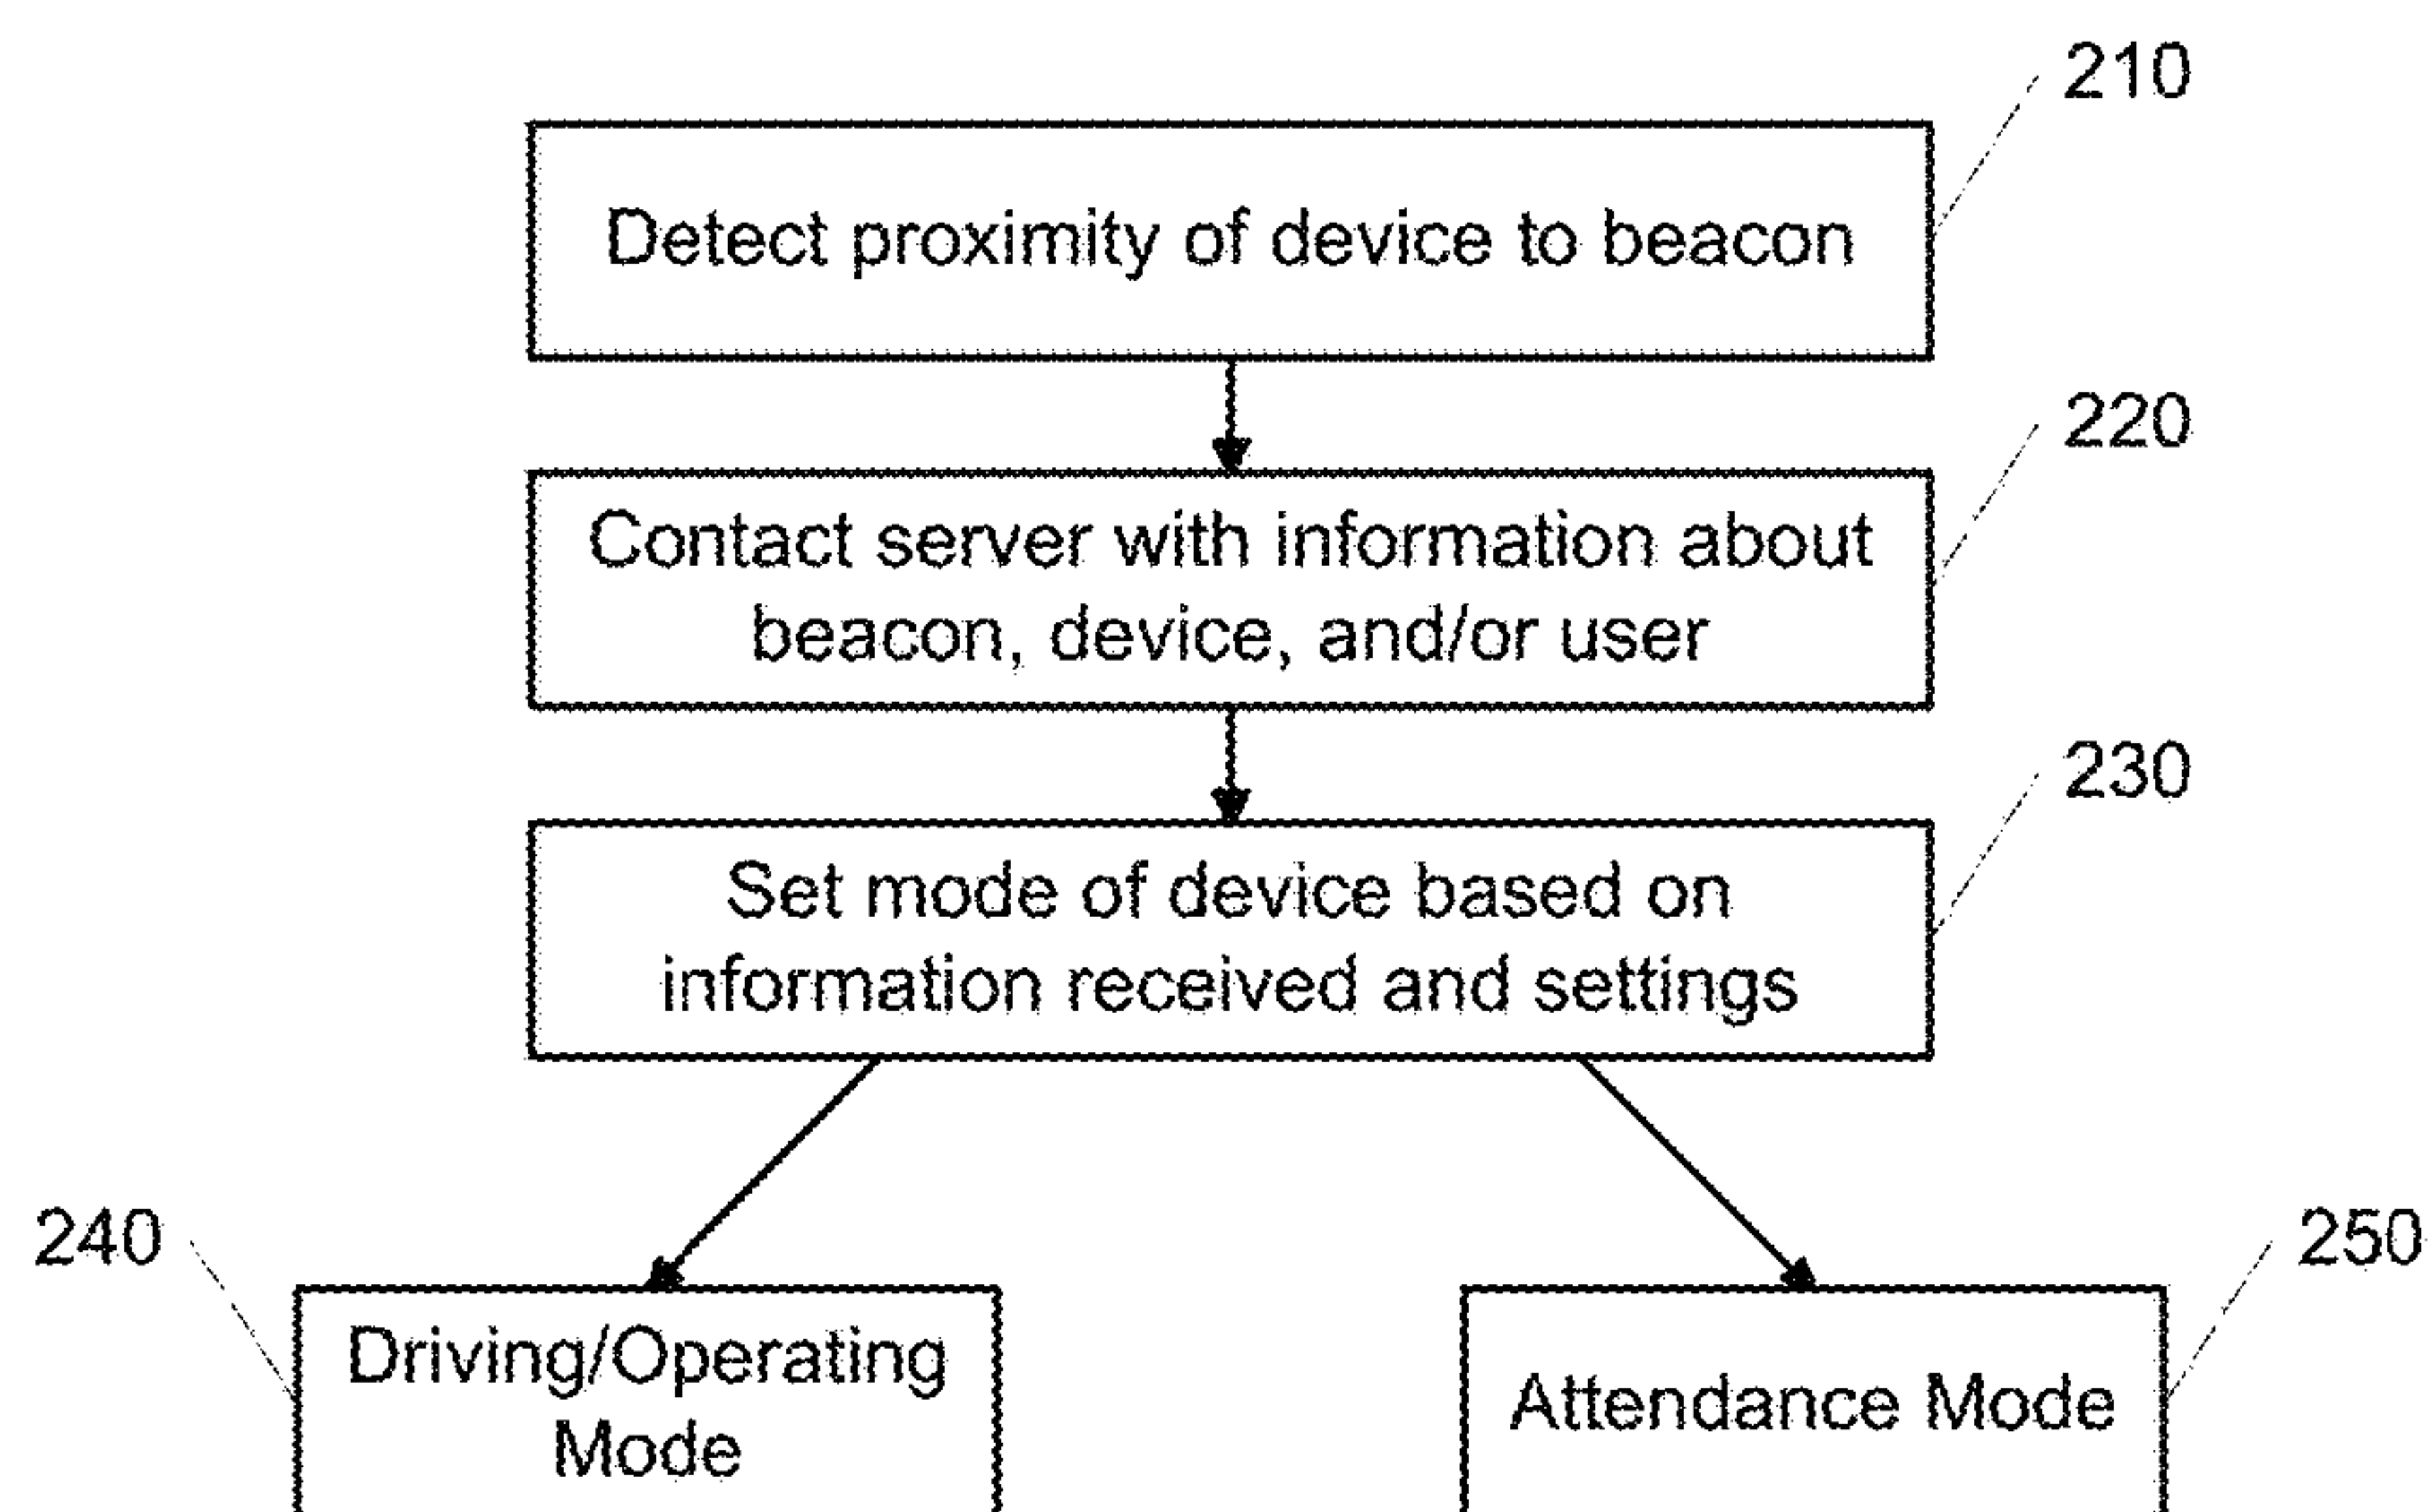 210
Detect proximity of device to beacon
220
Contact server with information about
beacon, device, and/or user
230
Set mode of device based on
information received and settings
240
250
Driving/Operating
Mode
Attendance Mode